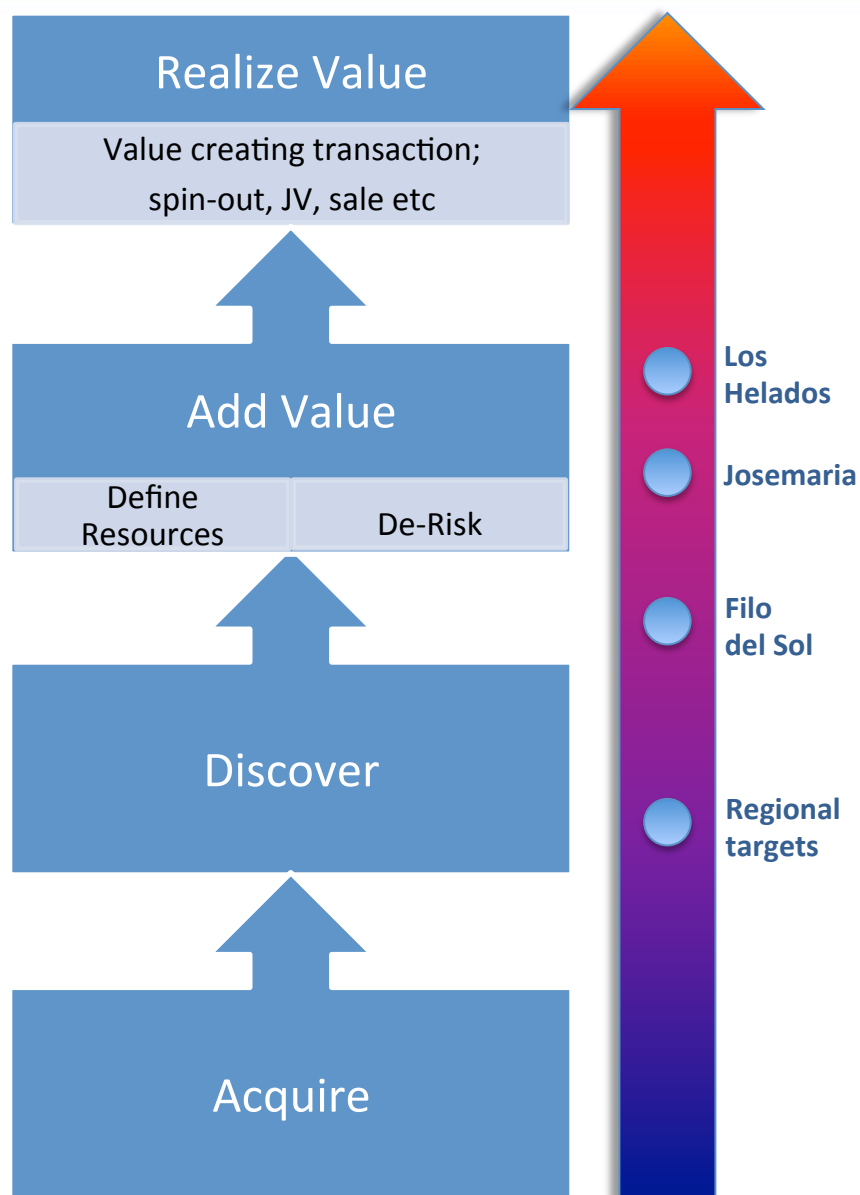 Realize Value
Value creating transaction;
spin-out, JV, sale etc
Add Value
Define
Resources
De-Risk
Discover
Acquire
Los
Helados
Josemaria
Filo
del Sol
Regional
targets